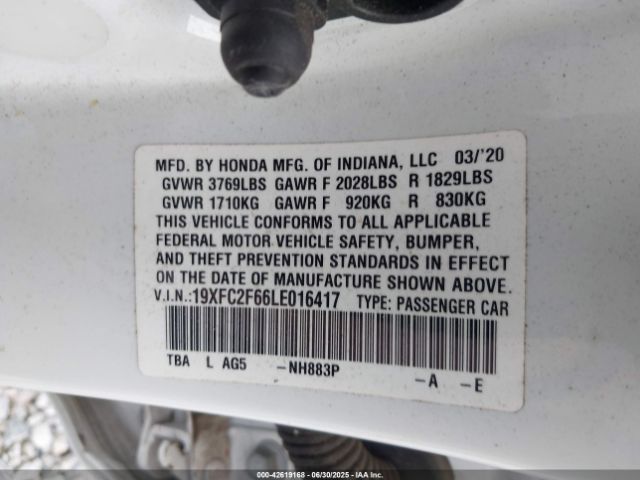 MFD. BY HONDA MFG. OF INDIANA, LLC 03/'20
GVWR 3769LBS GAWR F 2028LBS R 1829LBS
GVWR 1710KG GAWR F 920KG R 830KG
THIS VEHICLE CONFORMS TO ALL APPLICABLE
FEDERAL MOTOR VEHICLE SAFETY, BUMPER,
AND THEFT PREVENTION STANDARDS IN EFFECT
ON THE DATE OF MANUFACTURE SHOWN ABOVE.
V.I.N.:19XFC2F66LE016417 TYPE: PASSENGER CAR
TBA L AG5 -NH883P -A -E
000-42619168 - 06/30/2025 - IAATR19